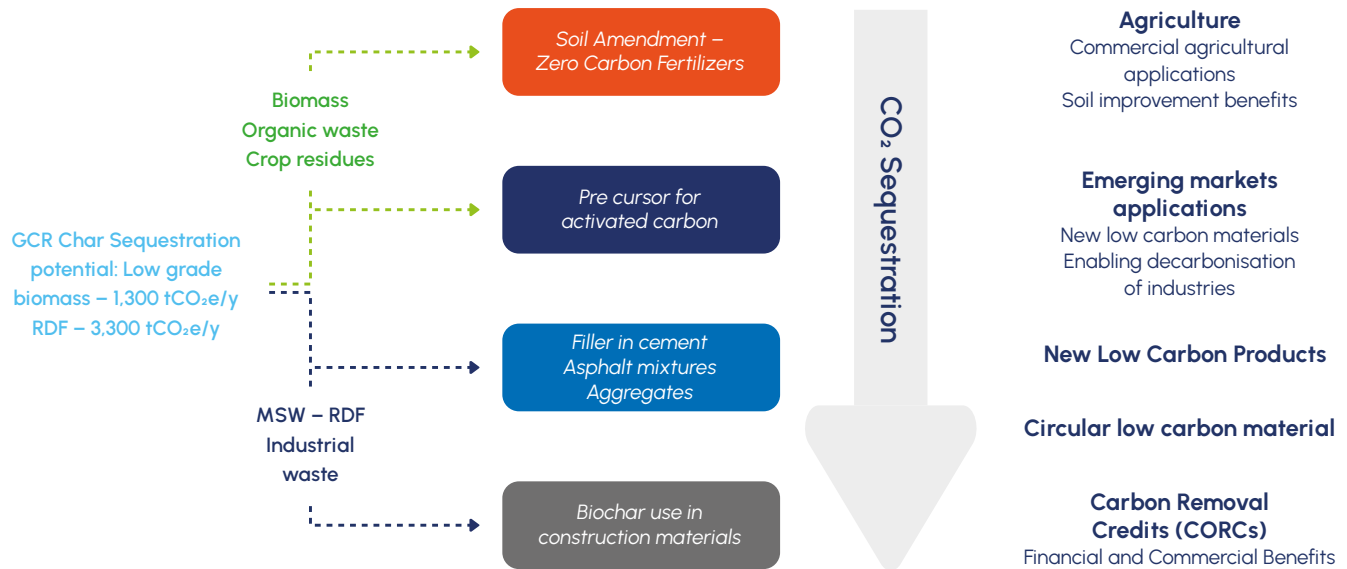 GCR Char Sequestration
potential: Low grade
biomass – 1,300 tCO₂e/y
RDF – 3,300 tCO₂e/y
Biomass
Organic waste
Crop residues
MSW – RDF
Industrial
waste
Soil Amendment –
Zero Carbon Fertilizers
Pre cursor for
activated carbon
Filler in cement
Asphalt mixtures
Aggregates
Biochar use in
construction materials
CO₂ Sequestration
Agriculture
Commercial agricultural
applications
Soil improvement benefits
Emerging markets
applications
New low carbon materials
Enabling decarbonisation
of industries
New Low Carbon Products
Circular low carbon material
Carbon Removal
Credits (CORCs)
Financial and Commercial Benefits